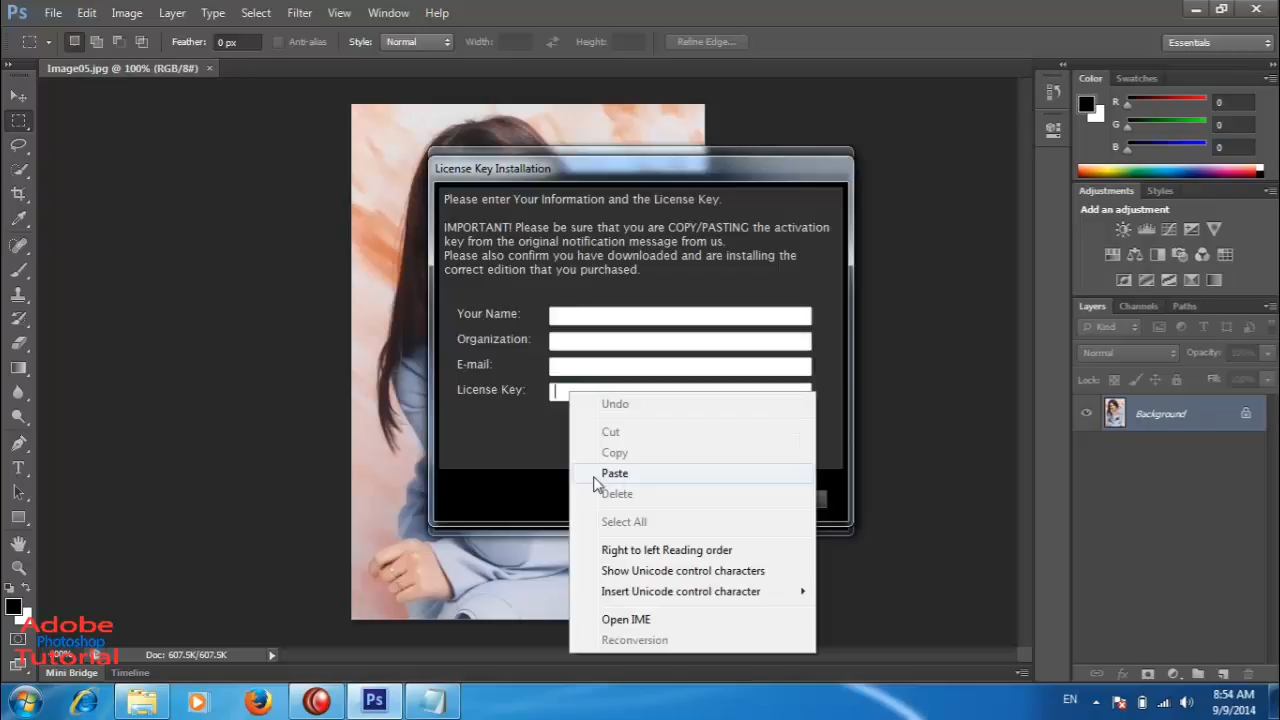 Ps File Edit Image Layer Type Select Filter View Window Help
Feather: 0 px Anti-alias Style: Normal Width: Height: Refine Edge... Essentials
Image05.jpg @ 100% (RGB/8#) ×
Color Swatches
R 0
G 0
B 0
Adjustments Styles
Add an adjustment
Layers Channels Paths
Kind
Normal Opacity:
Lock: Fill:
Background
License Key Installation
Please enter Your Information and the License Key.
IMPORTANT! Please be sure that you are COPY/PASTING the activation
key from the original notification message from us.
Please also confirm you have downloaded and are installing the
correct edition that you purchased.
Your Name:
Organization:
E-mail:
License Key:
Undo
Cut
Copy
Paste
Delete
Select All
Right to left Reading order
Show Unicode control characters
Insert Unicode control character
Open IME
Reconversion
Adobe
Photoshop
Tutorial
Doc: 607.5K/607.5K
Mini Bridge Timeline
Ps
EN
8:54 AM
9/9/2014